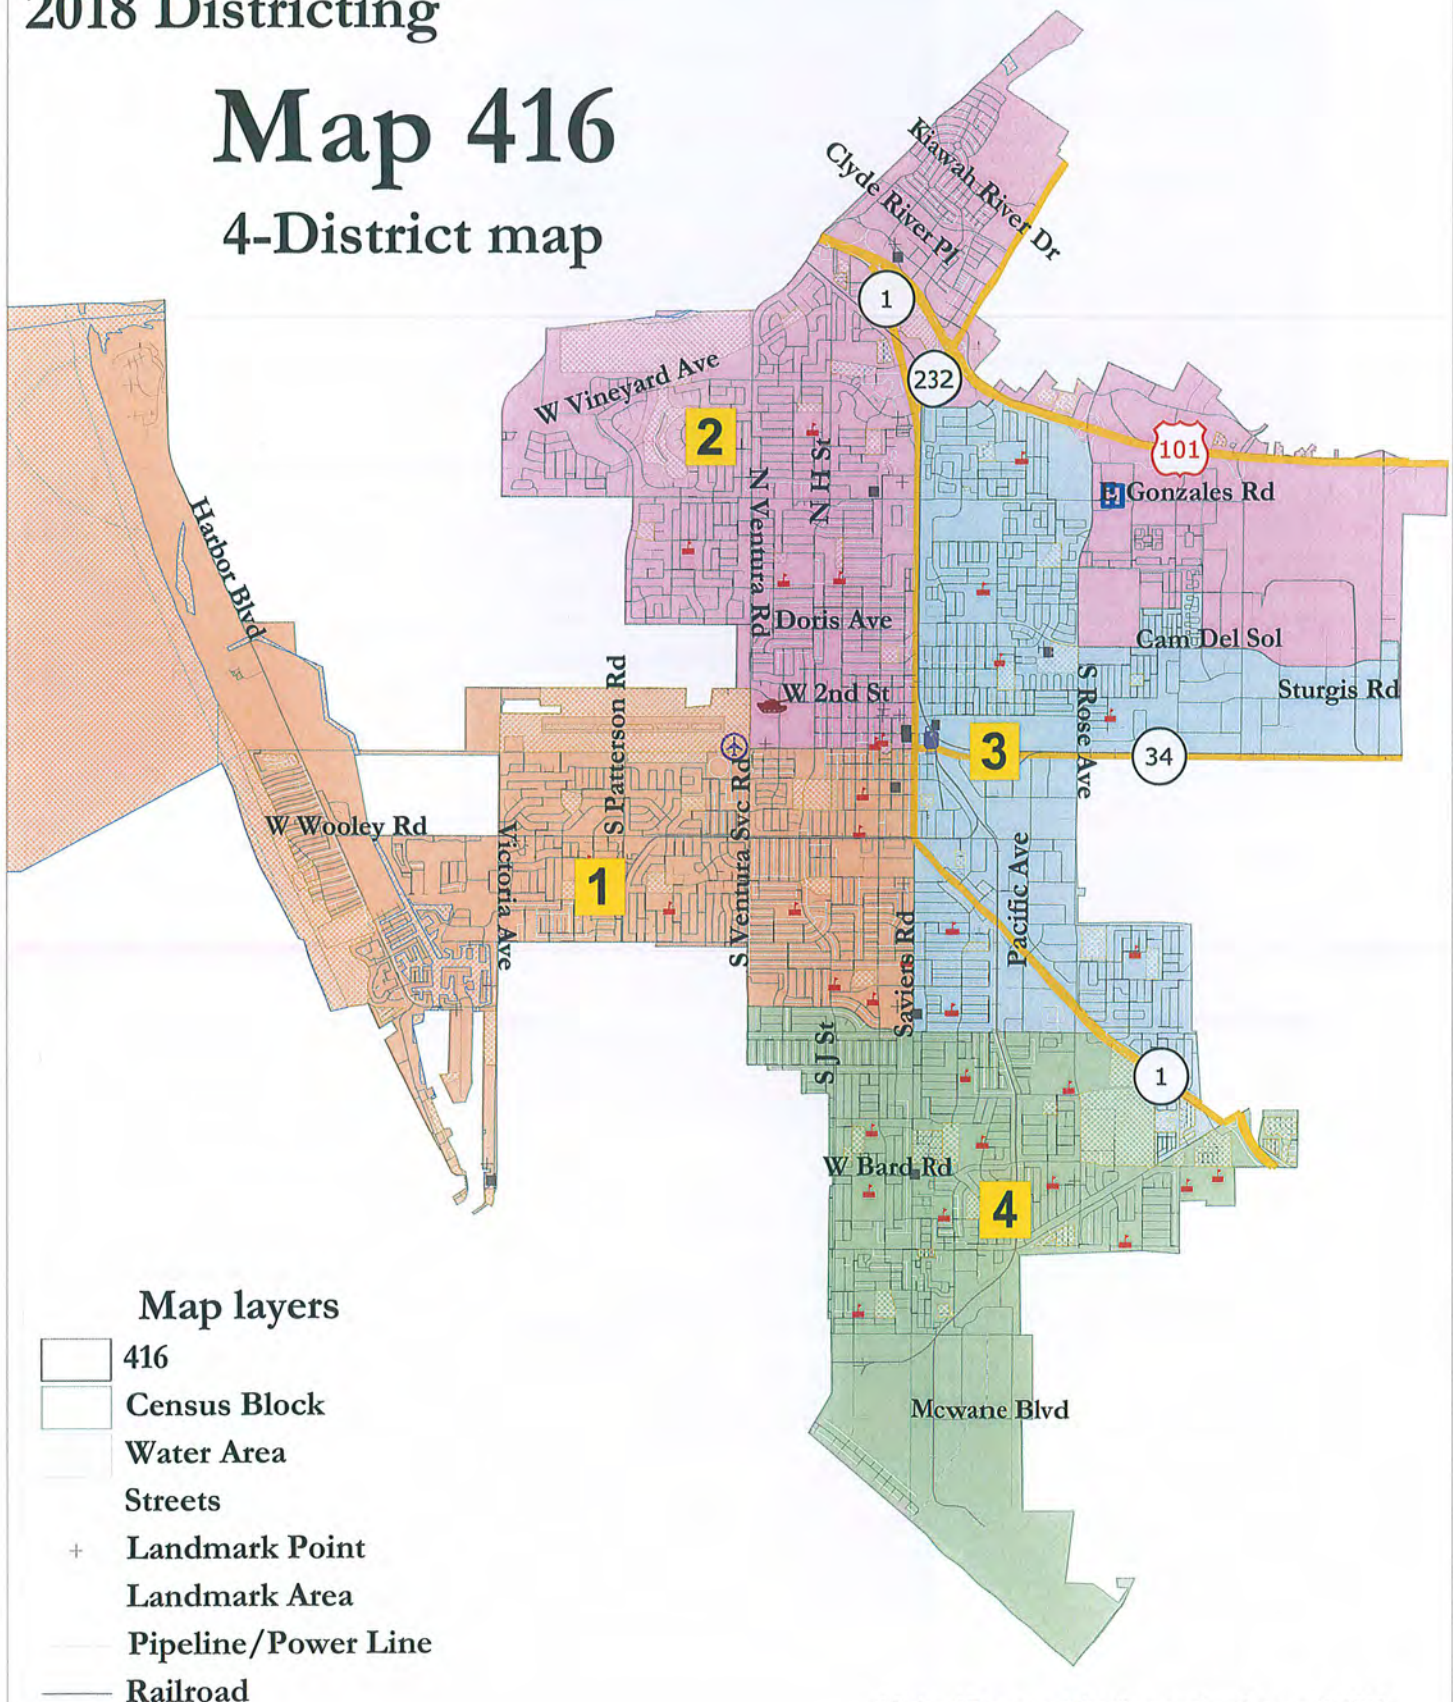 2018 Districting
Map 416
4-District map
Kiawah River Dr
Clyde River Pl
1
232
W Vineyard Ave
2
N H St
N Ventura Rd
101
H
E Gonzales Rd
Harbor Blvd
Doris Ave
Cam Del Sol
S Patterson Rd
W 2nd St
S Rose Ave
Sturgis Rd
3
34
W Wooley Rd
Victoria Ave
1
S Ventura Svc Rd
Saviers Rd
Pacific Ave
S J St
1
W Bard Rd
4
Mcwane Blvd
Map layers
416
Census Block
Water Area
Streets
Landmark Point
Landmark Area
Pipeline/Power Line
Railroad